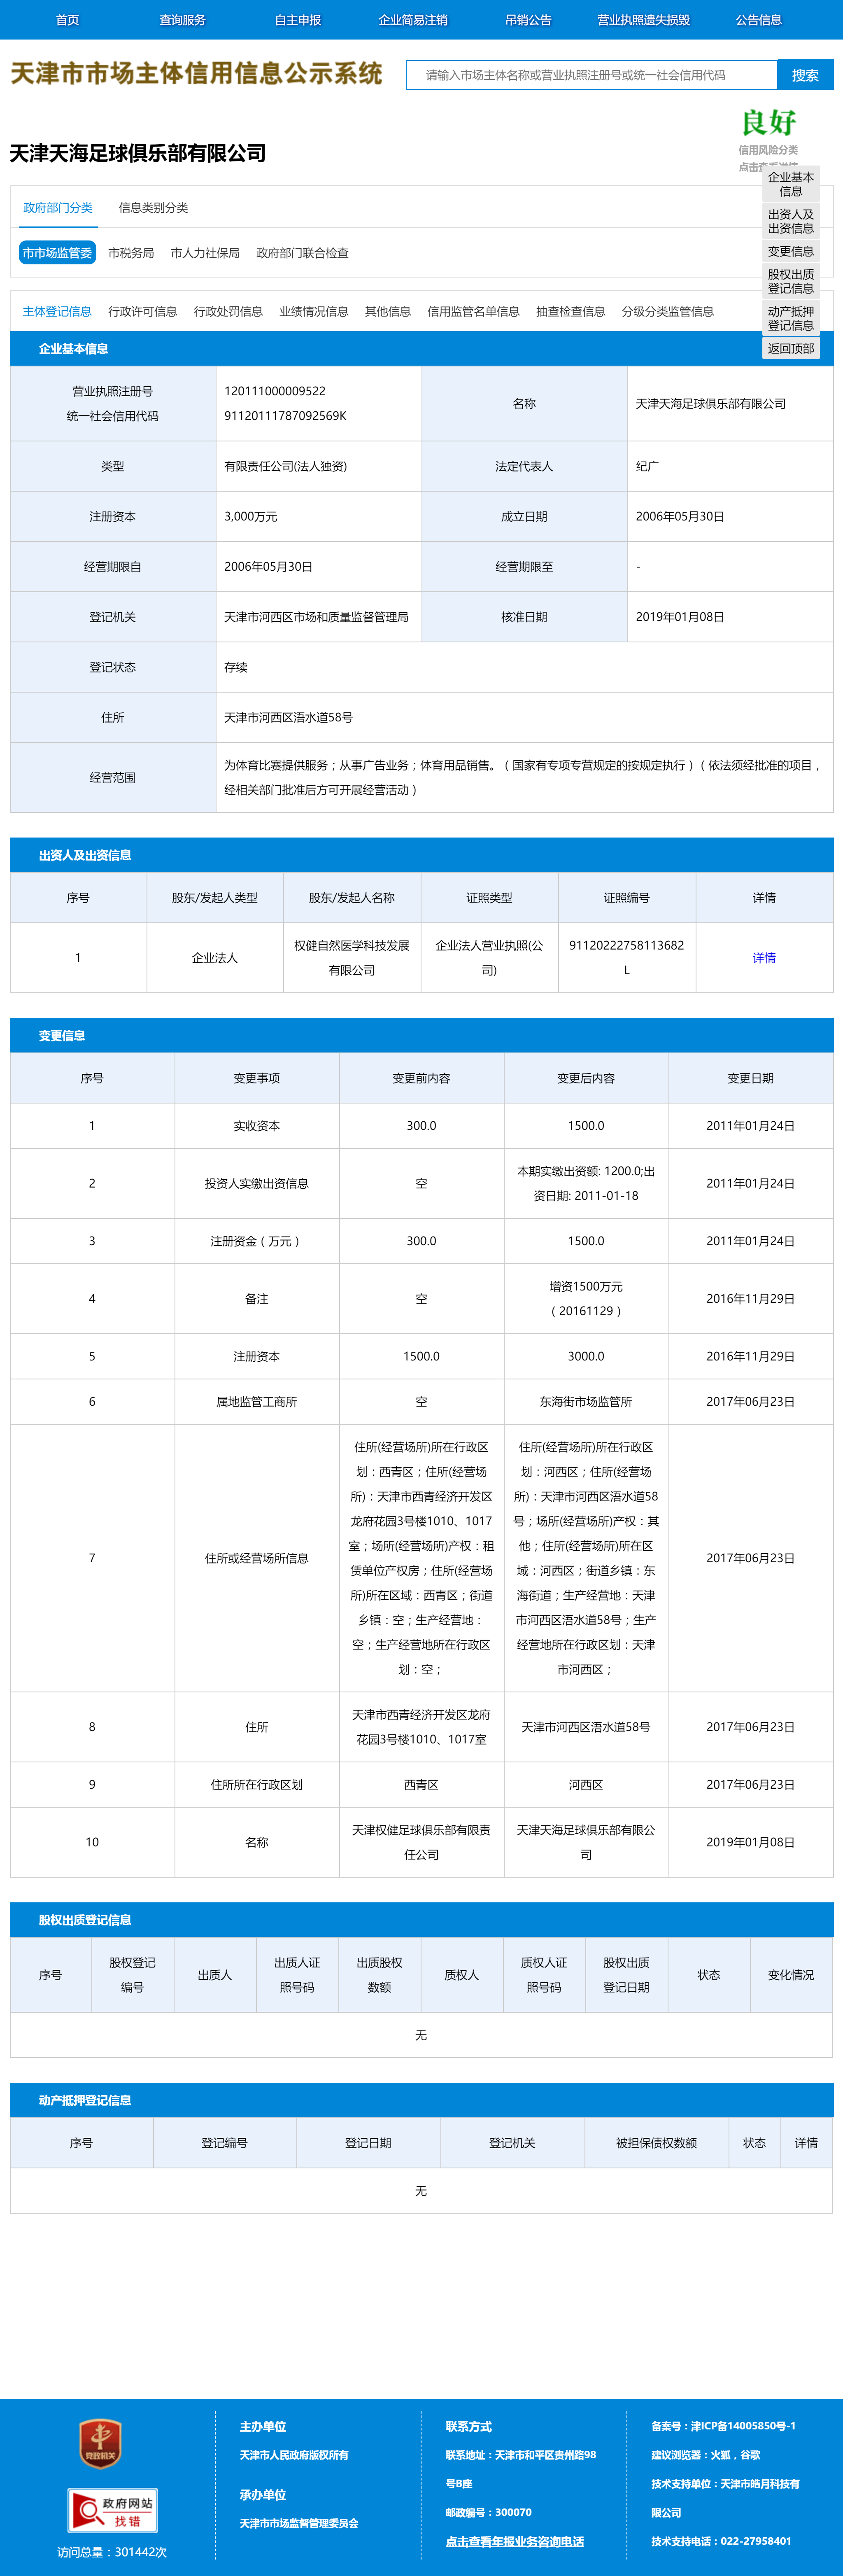 首页 查询服务 自主申报 企业简易注销 吊销公告 营业执照遗失损毁 公告信息
天津市市场主体信用信息公示系统
请输入市场主体名称或营业执照注册号或统一社会信用代码 搜索
良好
信用风险分类
天津天海足球俱乐部有限公司
企业基本
信息
出资人及
出资信息
变更信息
股权出质
登记信息
动产抵押
登记信息
返回顶部
政府部门分类 信息类别分类
市市场监管委 市税务局 市人力社保局 政府部门联合检查
主体登记信息 行政许可信息 行政处罚信息 业绩情况信息 其他信息 信用监管名单信息 抽查检查信息 分级分类监管信息
企业基本信息
营业执照注册号
统一社会信用代码
120111000009522
91120111787092569K
名称 天津天海足球俱乐部有限公司
类型 有限责任公司(法人独资) 法定代表人 纪广
注册资本 3,000万元 成立日期 2006年05月30日
经营期限自 2006年05月30日 经营期限至 -
登记机关 天津市河西区市场和质量监督管理局 核准日期 2019年01月08日
登记状态 存续
住所 天津市河西区浯水道58号
经营范围
为体育比赛提供服务；从事广告业务；体育用品销售。（国家有专项专营规定的按规定执行）（依法须经批准的项目，
经相关部门批准后方可开展经营活动）
出资人及出资信息
序号 股东/发起人类型 股东/发起人名称 证照类型 证照编号 详情
1 企业法人
权健自然医学科技发展
有限公司
企业法人营业执照(公
司)
91120222758113682
L
详情
变更信息
序号 变更事项 变更前内容 变更后内容 变更日期
1 实收资本 300.0 1500.0 2011年01月24日
2 投资人实缴出资信息 空
本期实缴出资额: 1200.0;出
资日期: 2011-01-18
2011年01月24日
3 注册资金（万元） 300.0 1500.0 2011年01月24日
4 备注 空
增资1500万元
（20161129）
2016年11月29日
5 注册资本 1500.0 3000.0 2016年11月29日
6 属地监管工商所 空 东海街市场监管所 2017年06月23日
7 住所或经营场所信息
住所(经营场所)所在行政区
划：西青区；住所(经营场
所)：天津市西青经济开发区
龙府花园3号楼1010、1017
室；场所(经营场所)产权：租
赁单位产权房；住所(经营场
所)所在区域：西青区；街道
乡镇：空；生产经营地：
空；生产经营地所在行政区
划：空；
住所(经营场所)所在行政区
划：河西区；住所(经营场
所)：天津市河西区浯水道58
号；场所(经营场所)产权：其
他；住所(经营场所)所在区
域：河西区；街道乡镇：东
海街道；生产经营地：天津
市河西区浯水道58号；生产
经营地所在行政区划：天津
市河西区；
2017年06月23日
8 住所
天津市西青经济开发区龙府
花园3号楼1010、1017室
天津市河西区浯水道58号 2017年06月23日
9 住所所在行政区划 西青区 河西区 2017年06月23日
10 名称
天津权健足球俱乐部有限责
任公司
天津天海足球俱乐部有限公
司
2019年01月08日
股权出质登记信息
序号
股权登记
编号
出质人
出质人证
照号码
出质股权
数额
质权人
质权人证
照号码
股权出质
登记日期
状态 变化情况
无
动产抵押登记信息
序号 登记编号 登记日期 登记机关 被担保债权数额 状态 详情
无
党政机关
政府网站
找错
访问总量：301442次
主办单位
天津市人民政府版权所有
承办单位
天津市市场监督管理委员会
联系方式
联系地址：天津市和平区贵州路98
号B座
邮政编号：300070
点击查看年报业务咨询电话
备案号：津ICP备14005850号-1
建议浏览器：火狐，谷歌
技术支持单位：天津市皓月科技有
限公司
技术支持电话：022-27958401